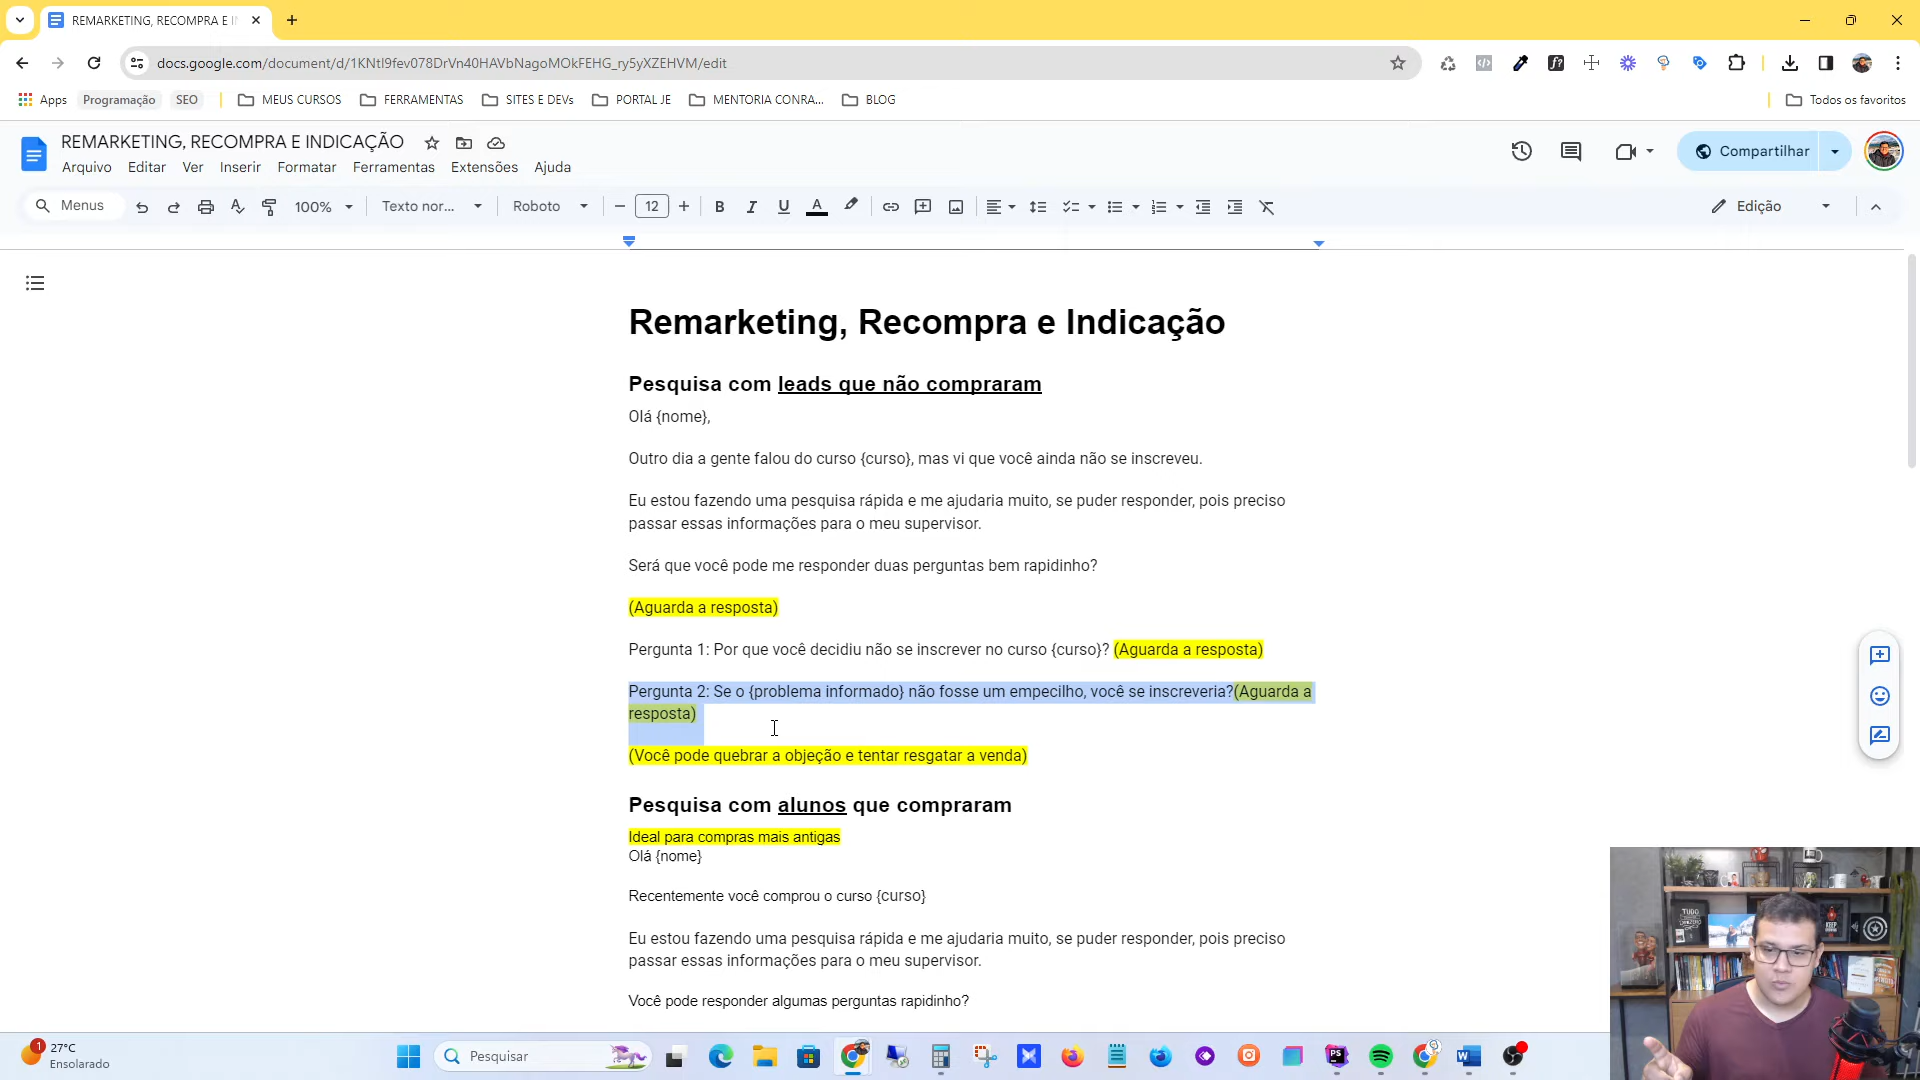 REMARKETING, RECOMPRA E IN
docs.google.com/document/d/1KNtI9fev078DrVn40HAVbNagoMOkFEHG_ry5yXZEHVM/edit
Apps Programação SEO MEUS CURSOS FERRAMENTAS SITES E DEVs PORTAL JE MENTORIA CONRA... BLOG Todos os favoritos
REMARKETING, RECOMPRA E INDICAÇÃO
Compartilhar
Arquivo Editar Ver Inserir Formatar Ferramentas Extensões Ajuda
Menus 100% Texto nor... Roboto 12 Edição
Remarketing, Recompra e Indicação
Pesquisa com leads que não compraram
Olá {nome},
Outro dia a gente falou do curso {curso}, mas vi que você ainda não se inscreveu.
Eu estou fazendo uma pesquisa rápida e me ajudaria muito, se puder responder, pois preciso
passar essas informações para o meu supervisor.
Será que você pode me responder duas perguntas bem rapidinho?
(Aguarda a resposta)
Pergunta 1: Por que você decidiu não se inscrever no curso {curso}? (Aguarda a resposta)
Pergunta 2: Se o {problema informado} não fosse um empecilho, você se inscreveria?(Aguarda a
resposta)
(Você pode quebrar a objeção e tentar resgatar a venda)
Pesquisa com alunos que compraram
Ideal para compras mais antigas
Olá {nome}
Recentemente você comprou o curso {curso}
Eu estou fazendo uma pesquisa rápida e me ajudaria muito, se puder responder, pois preciso
passar essas informações para o meu supervisor.
Você pode responder algumas perguntas rapidinho?
1
27°C
Ensolarado
Pesquisar